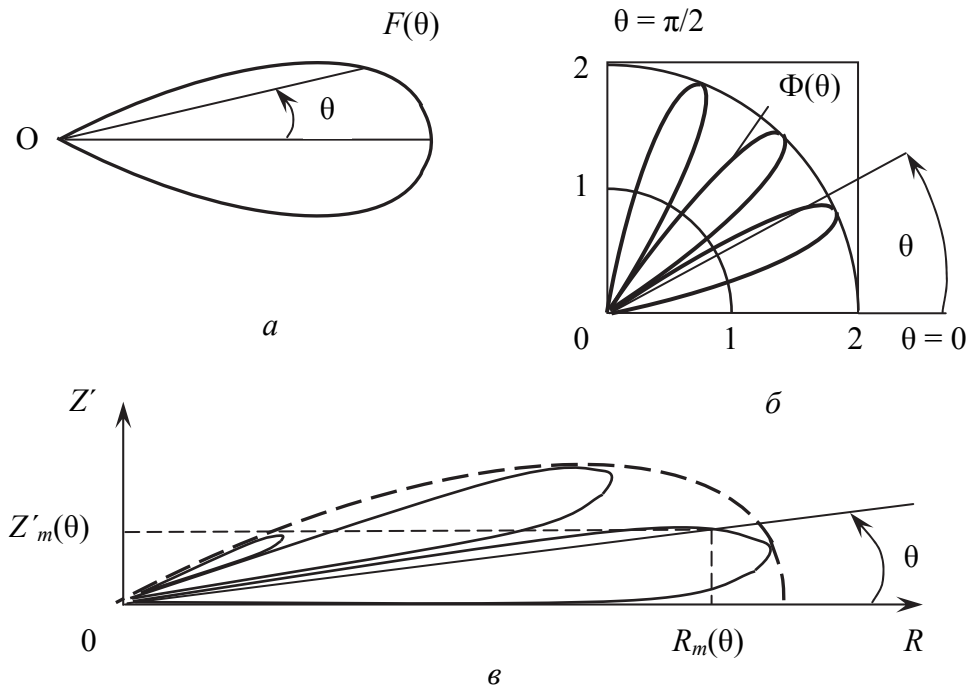 F(θ)
O
θ
а
θ = π/2
2
Φ(θ)
1
θ
0
1
2
θ = 0
б
Z′
Z′m(θ)
θ
0
Rm(θ)
R
в